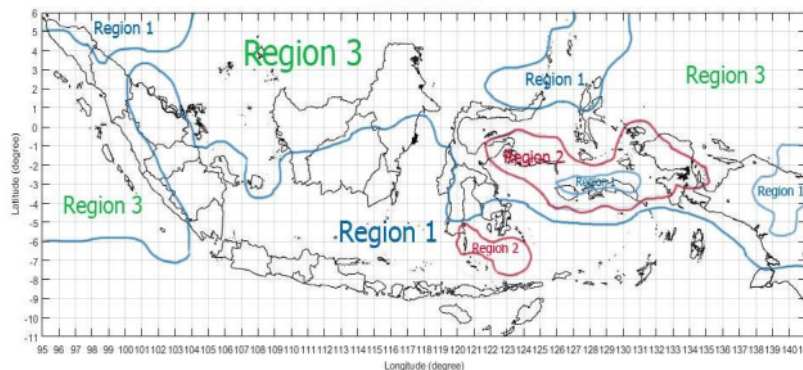 6
5
4
3
2
1
0
-1
-2
-3
-4
-5
-6
-7
-8
-9
-10
-11
Latitude (degree)
Region 1
Region 3
Region 1
Region 3
Region 2
Region 1
Region 1
Region 3
Region 1
Region 2
95 96 97 98 99 100 101 102 103 104 105 106 107 108 109 110 111 112 113 114 115 116 117 118 119 120 121 122 123 124 125 126 127 128 129 130 131 132 133 134 135 136 137 138 139 140
Longitude (degree)